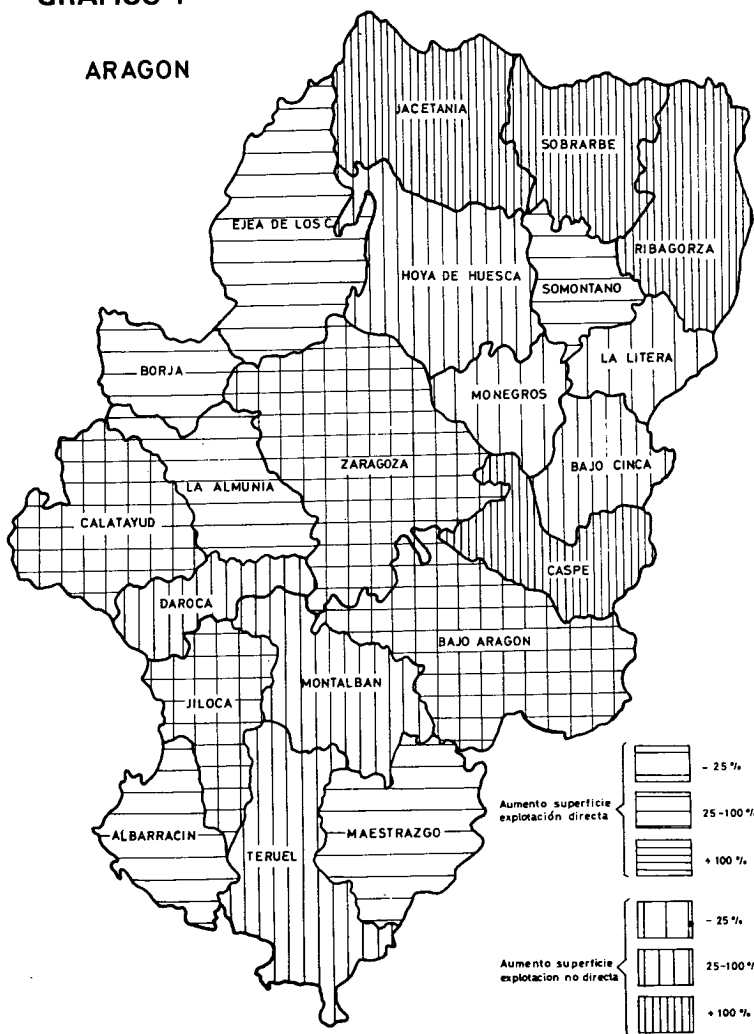 ARAGON
JACETANIA
SOBRARBE
RIBAGORZA
EJEA DE LOS C.
HOYA DE HUESCA
SOMONTANO
LA LITERA
BORJA
MONEGROS
ZARAGOZA
BAJO CINCA
LA ALMUNIA
CALATAYUD
CASPE
DAROCA
BAJO ARAGON
MONTALBAN
JILOCA
ALBARRACIN
TERUEL
MAESTRAZGO
Aumento superficie
explotación directa
- 25 %
25-100 %
+ 100 %
Aumento superficie
explotacion no directa
- 25 %
25-100 %
+ 100 %